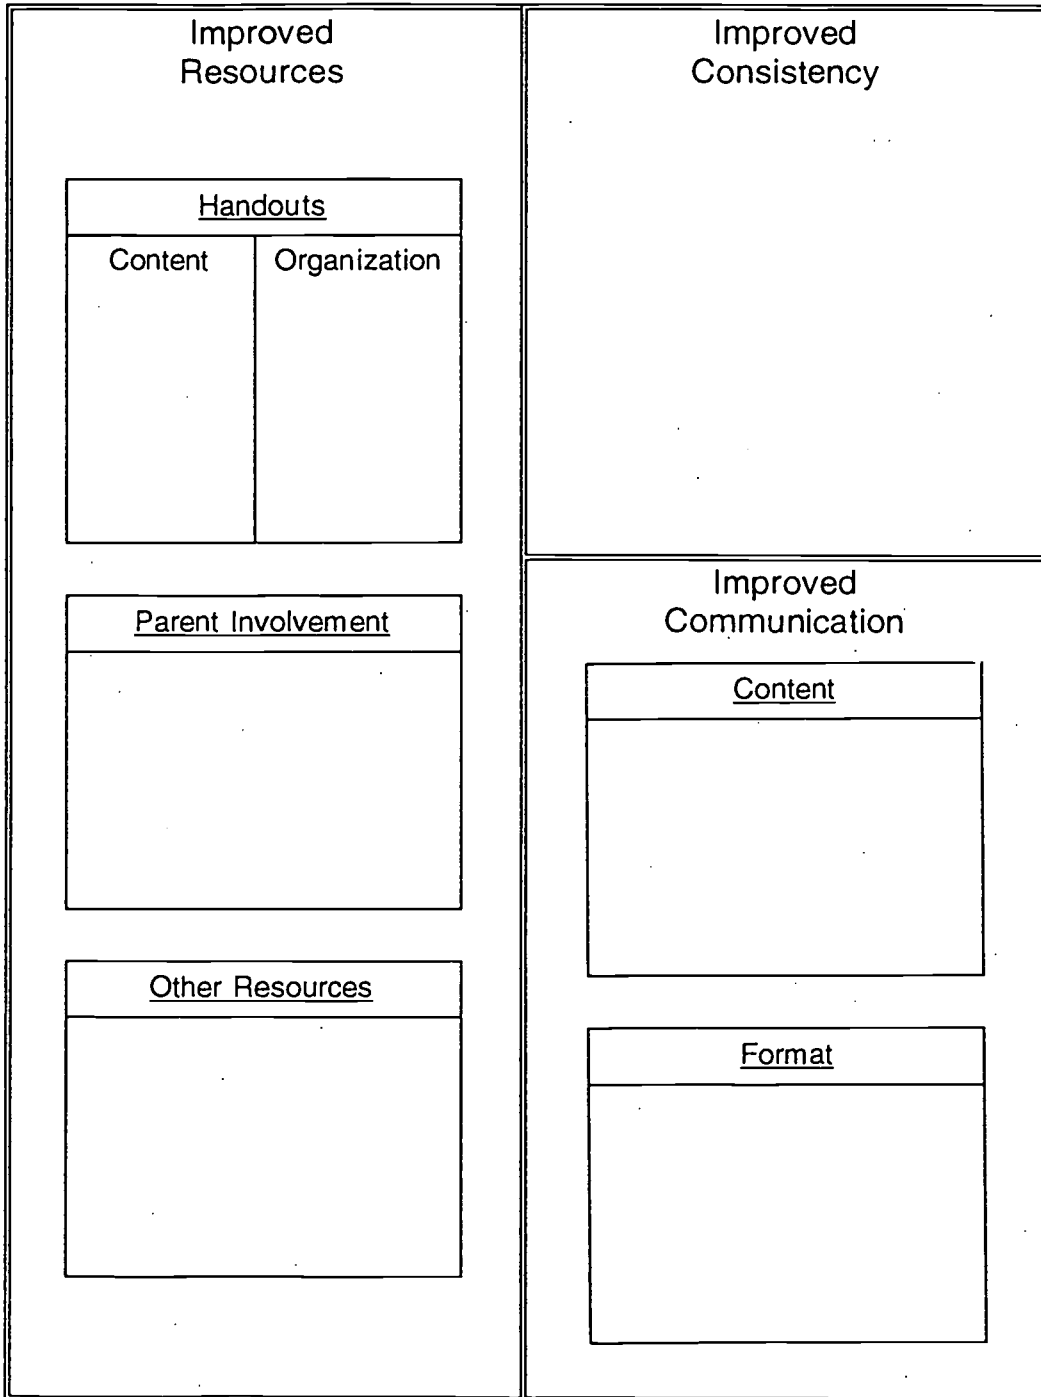 Improved
Resources
Handouts
Content
Organization
Parent Involvement
Other Resources
Improved
Consistency
Improved
Communication
Content
Format